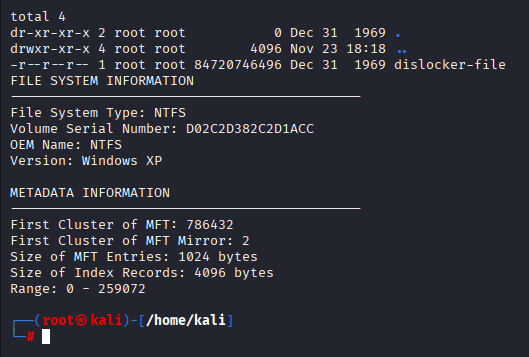 total 4
dr-xr-xr-x 2 root root           0 Dec 31  1969 .
drwxr-xr-x 4 root root        4096 Nov 23 18:18 ..
-r--r--r-- 1 root root 84720746496 Dec 31  1969 dislocker-file
FILE SYSTEM INFORMATION
--------------------------------------------
File System Type: NTFS
Volume Serial Number: D02C2D382C2D1ACC
OEM Name: NTFS
Version: Windows XP
METADATA INFORMATION
--------------------------------------------
First Cluster of MFT: 786432
First Cluster of MFT Mirror: 2
Size of MFT Entries: 1024 bytes
Size of Index Records: 4096 bytes
Range: 0 - 259072
┌──(root㉿kali)-[/home/kali]
└─#